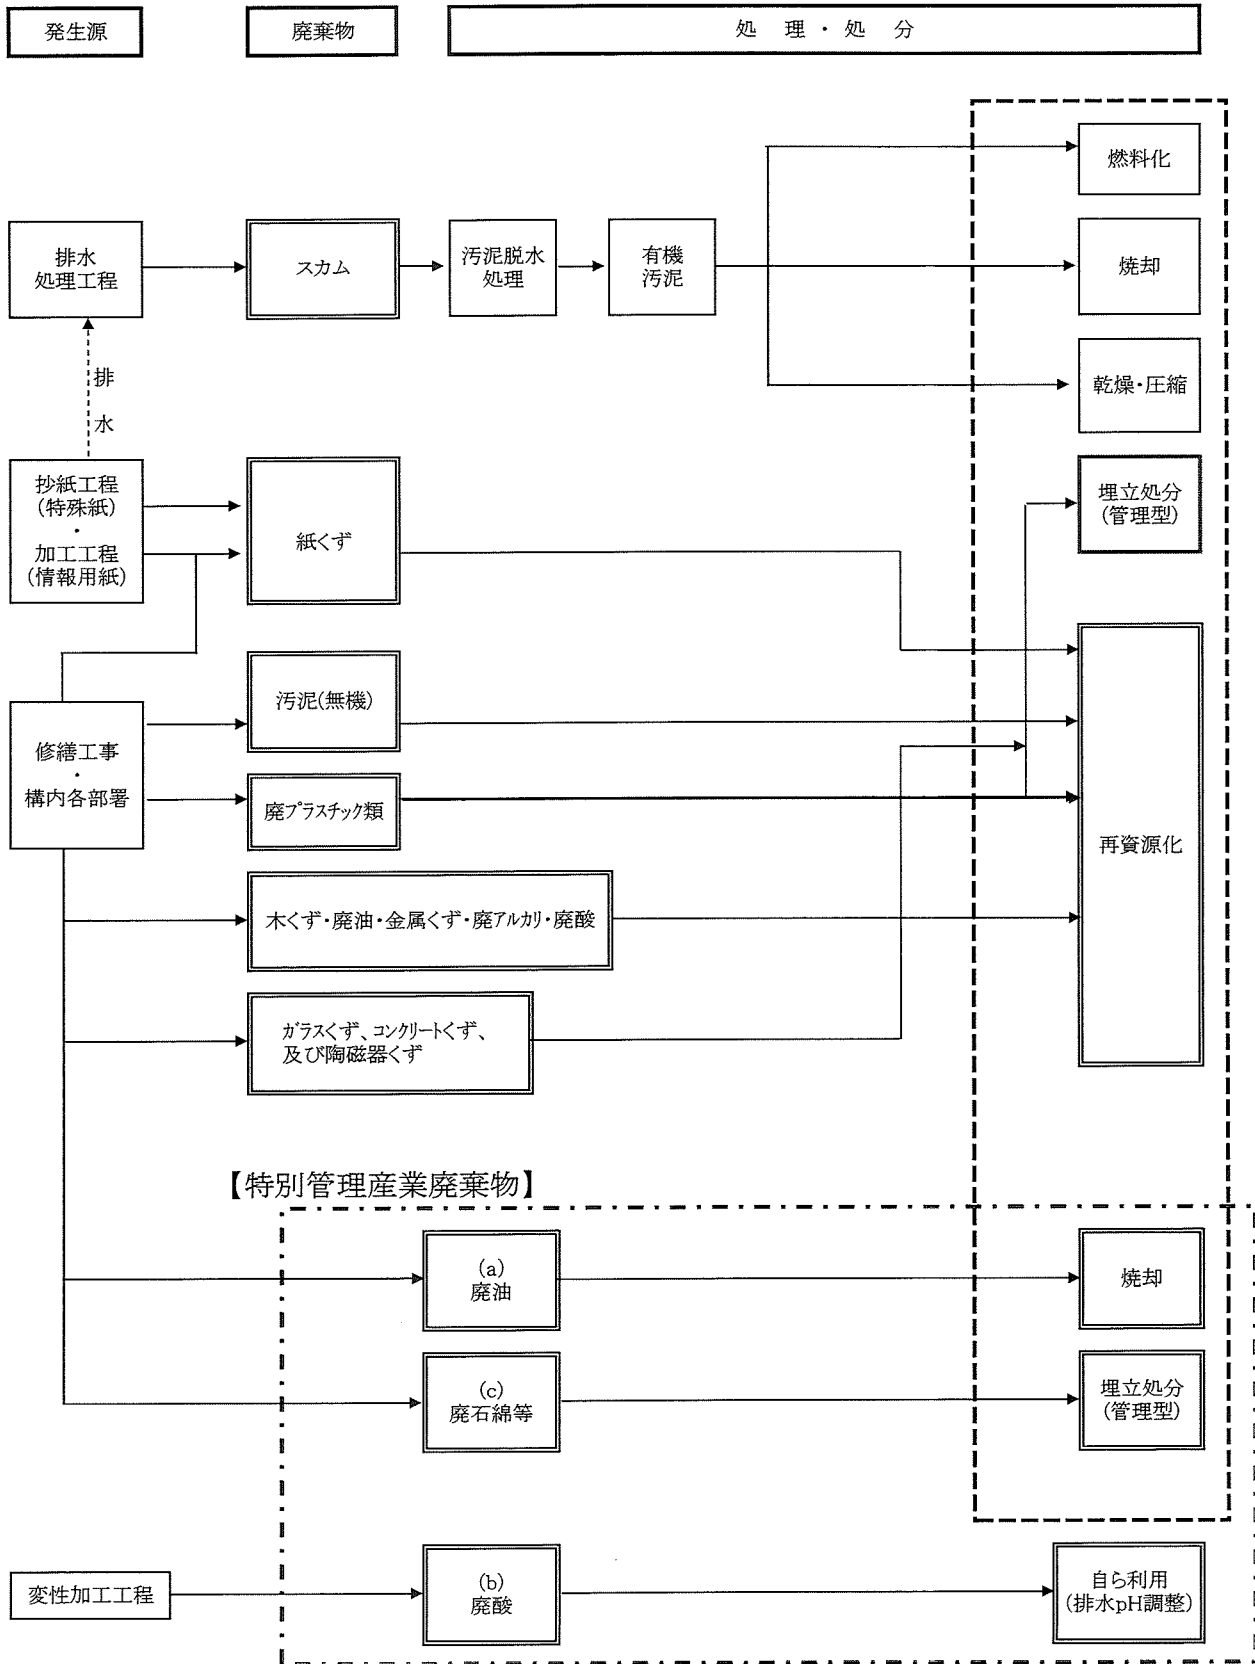 発生源
廃棄物
処 理 ・ 処 分
燃料化
排水
処理工程
スカム
汚泥脱水
処理
有機
汚泥
焼却
排
水
乾燥・圧縮
抄紙工程
(特殊紙)
・
加工工程
(情報用紙)
紙くず
埋立処分
(管理型)
汚泥(無機)
修繕工事
・
構内各部署
廃プラスチック類
再資源化
木くず・廃油・金属くず・廃アルカリ・廃酸
ガラスくず、コンクリートくず、
及び陶磁器くず
【特別管理産業廃棄物】
(a)
廃油
焼却
(c)
廃石綿等
埋立処分
(管理型)
変性加工工程
(b)
廃酸
自ら利用
(排水pH調整)